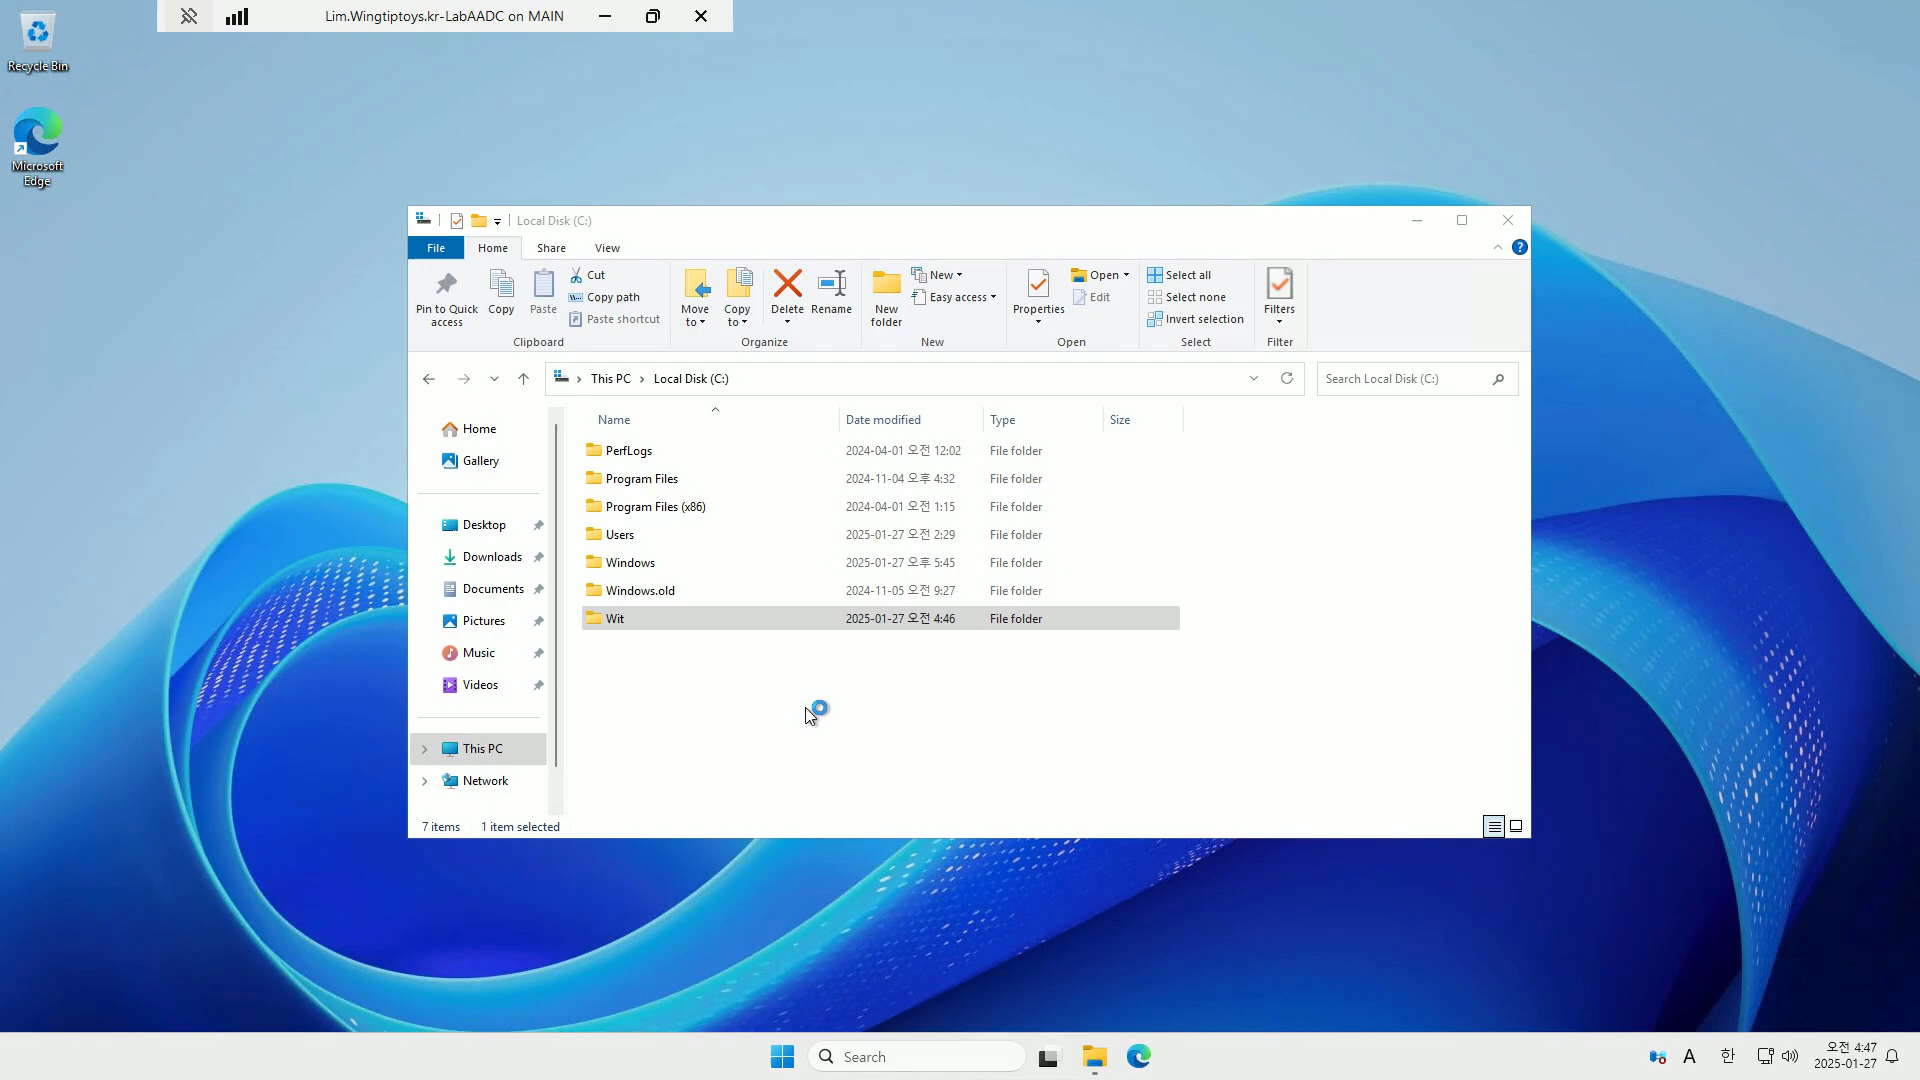 Lim.Wingtiptoys.kr-LabAADC on MAIN
Recycle Bin
Microsoft
Edge
Local Disk (C:)
File
Home
Share
View
Pin to Quick
access
Copy
Paste
Cut
Copy path
Paste shortcut
Clipboard
Move
to
Copy
to
Delete
Rename
Organize
New
folder
New
Easy access
New
Properties
Open
Edit
Open
Select all
Select none
Invert selection
Select
Filters
Filter
This PC
Local Disk (C:)
Search Local Disk (C:)
Home
Gallery
Desktop
Downloads
Documents
Pictures
Music
Videos
This PC
Network
Name Date modified Type Size
PerfLogs 2024-04-01 오전 12:02 File folder
Program Files 2024-11-04 오후 4:32 File folder
Program Files (x86) 2024-04-01 오전 1:15 File folder
Users 2025-01-27 오전 2:29 File folder
Windows 2025-01-27 오후 5:45 File folder
Windows.old 2024-11-05 오전 9:27 File folder
Wit 2025-01-27 오전 4:46 File folder
7 items 1 item selected
Search
A
한
오전 4:47
2025-01-27